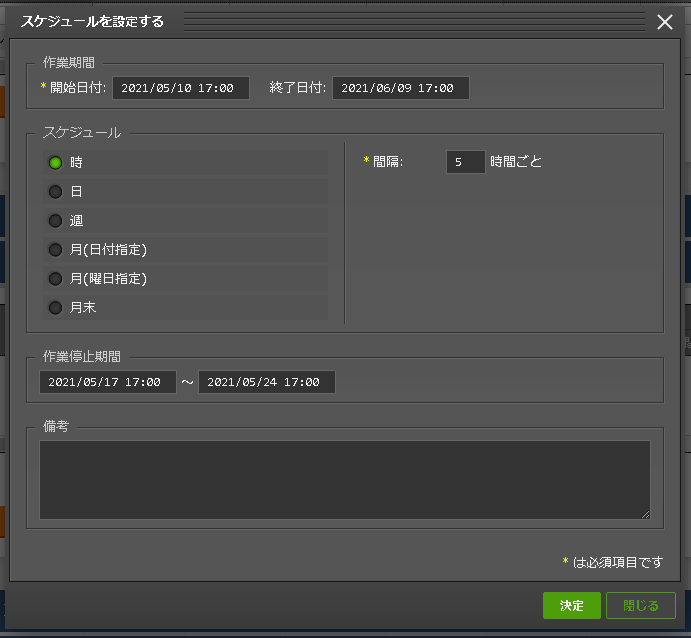 スケジュールを設定する
作業期間
* 開始日付: 2021/05/10 17:00 終了日付: 2021/06/09 17:00
スケジュール
時
* 間隔: 5 時間ごと
日
週
月(日付指定)
月(曜日指定)
月末
作業停止期間
2021/05/17 17:00 ～ 2021/05/24 17:00
備考
* は必須項目です
決定 閉じる